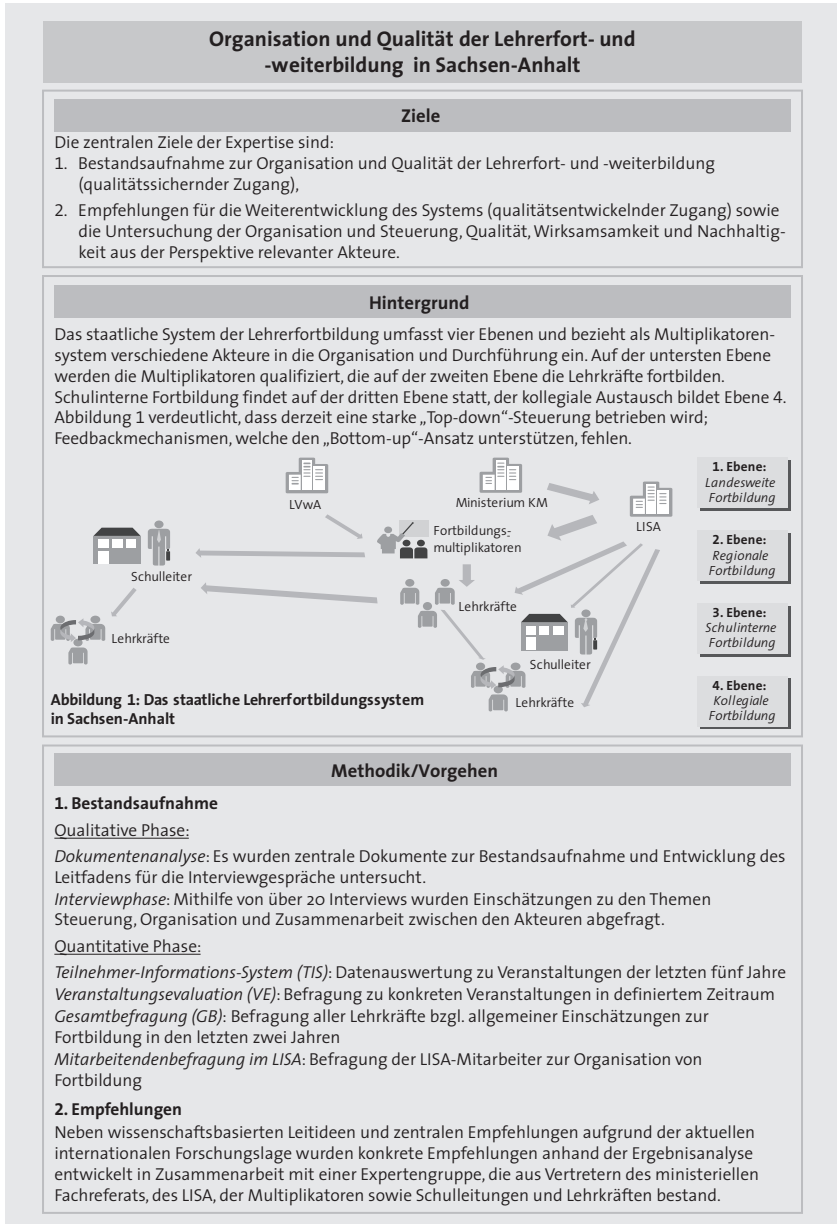 Organisation und Qualität der Lehrerfort- und
-weiterbildung in Sachsen-Anhalt
Ziele
Die zentralen Ziele der Expertise sind:
1. Bestandsaufnahme zur Organisation und Qualität der Lehrerfort- und -weiterbildung
(qualitätssichernder Zugang),
2. Empfehlungen für die Weiterentwicklung des Systems (qualitätsentwickelnder Zugang) sowie
die Untersuchung der Organisation und Steuerung, Qualität, Wirksamsamkeit und Nachhaltig-
keit aus der Perspektive relevanter Akteure.
Hintergrund
Das staatliche System der Lehrerfortbildung umfasst vier Ebenen und bezieht als Multiplikatoren-
system verschiedene Akteure in die Organisation und Durchführung ein. Auf der untersten Ebene
werden die Multiplikatoren qualifiziert, die auf der zweiten Ebene die Lehrkräfte fortbilden.
Schulinterne Fortbildung findet auf der dritten Ebene statt, der kollegiale Austausch bildet Ebene 4.
Abbildung 1 verdeutlicht, dass derzeit eine starke „Top-down“-Steuerung betrieben wird;
Feedbackmechanismen, welche den „Bottom-up“-Ansatz unterstützen, fehlen.
LVwA
Ministerium KM
LISA
1. Ebene:
Landesweite
Fortbildung
Fortbildungs-
multiplikatoren
2. Ebene:
Regionale
Fortbildung
Schulleiter
Lehrkräfte
3. Ebene:
Schulinterne
Fortbildung
Lehrkräfte
Schulleiter
4. Ebene:
Kollegiale
Fortbildung
Lehrkräfte
Abbildung 1: Das staatliche Lehrerfortbildungssystem
in Sachsen-Anhalt
Methodik/Vorgehen
1. Bestandsaufnahme
Qualitative Phase:
Dokumentenanalyse: Es wurden zentrale Dokumente zur Bestandsaufnahme und Entwicklung des
Leitfadens für die Interviewgespräche untersucht.
Interviewphase: Mithilfe von über 20 Interviews wurden Einschätzungen zu den Themen
Steuerung, Organisation und Zusammenarbeit zwischen den Akteuren abgefragt.
Quantitative Phase:
Teilnehmer-Informations-System (TIS): Datenauswertung zu Veranstaltungen der letzten fünf Jahre
Veranstaltungsevaluation (VE): Befragung zu konkreten Veranstaltungen in definiertem Zeitraum
Gesamtbefragung (GB): Befragung aller Lehrkräfte bzgl. allgemeiner Einschätzungen zur
Fortbildung in den letzten zwei Jahren
Mitarbeitendenbefragung im LISA: Befragung der LISA-Mitarbeiter zur Organisation von
Fortbildung
2. Empfehlungen
Neben wissenschaftsbasierten Leitideen und zentralen Empfehlungen aufgrund der aktuellen
internationalen Forschungslage wurden konkrete Empfehlungen anhand der Ergebnisanalyse
entwickelt in Zusammenarbeit mit einer Expertengruppe, die aus Vertretern des ministeriellen
Fachreferats, des LISA, der Multiplikatoren sowie Schulleitungen und Lehrkräften bestand.